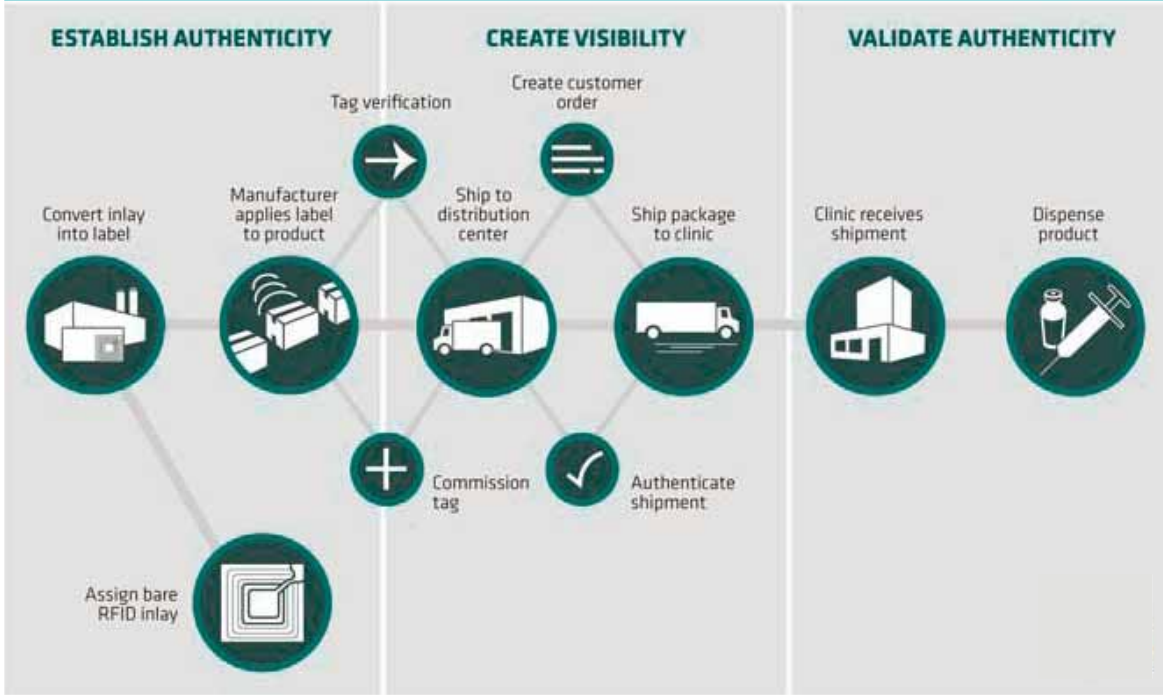 ESTABLISH AUTHENTICITY
CREATE VISIBILITY
VALIDATE AUTHENTICITY
Tag verification
Create customer
order
Convert inlay
into label
Manufacturer
applies label
to product
Ship to
distribution
center
Ship package
to clinic
Clinic receives
shipment
Dispense
product
Commission
tag
Authenticate
shipment
Assign bare
RFID inlay